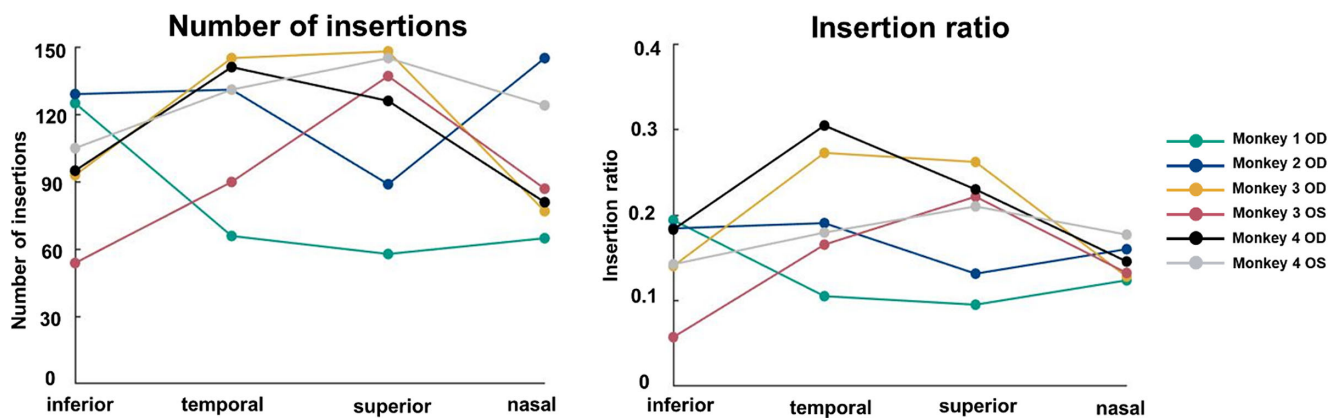 Number of insertions
Number of insertions
150
120
90
60
30
0
inferior temporal superior nasal
Insertion ratio
Insertion ratio
0.4
0.3
0.2
0.1
0
inferior temporal superior nasal
Monkey 1 OD
Monkey 2 OD
Monkey 3 OD
Monkey 3 OS
Monkey 4 OD
Monkey 4 OS